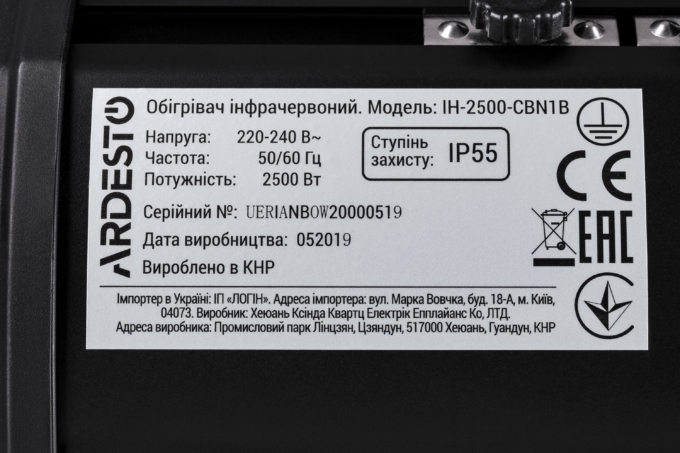 ARDESTO
Обігрівач інфрачервоний. Модель: IH-2500-CBN1B
Напруга: 220-240 В~
Частота: 50/60 Гц
Потужність: 2500 Вт
Ступінь
захисту: IP55
Серійний №: UERIANBOW20000519
Дата виробництва: 052019
Вироблено в КНР
CE
EAC
Імпортер в Україні: ІП «ЛОГІН». Адреса імпортера: вул. Марка Вовчка, буд. 18-А, м. Київ,
04073. Виробник: Хеюань Ксінда Квартц Електрік Епплайанс Ко, ЛТД.
Адреса виробника: Промисловий парк Лінцзян, Цзяндун, 517000 Хеюань, Гуандун, КНР